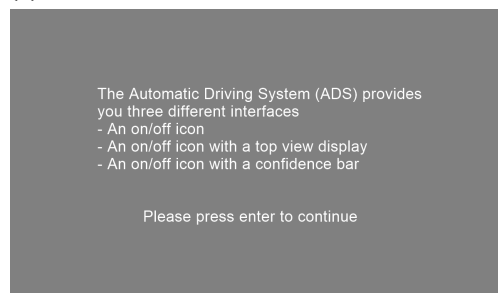 The Automatic Driving System (ADS) provides
you three different interfaces
- An on/off icon
- An on/off icon with a top view display
- An on/off icon with a confidence bar
Please press enter to continue